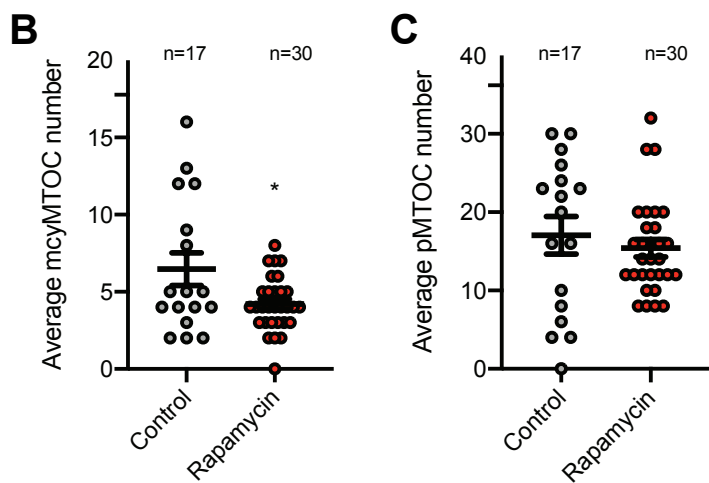 B
n=17 n=30
Average mcyMTOC number
20
15
10
5
0
*
Control
Rapamycin
C
n=17 n=30
Average pMTOC number
40
30
20
10
0
Control
Rapamycin